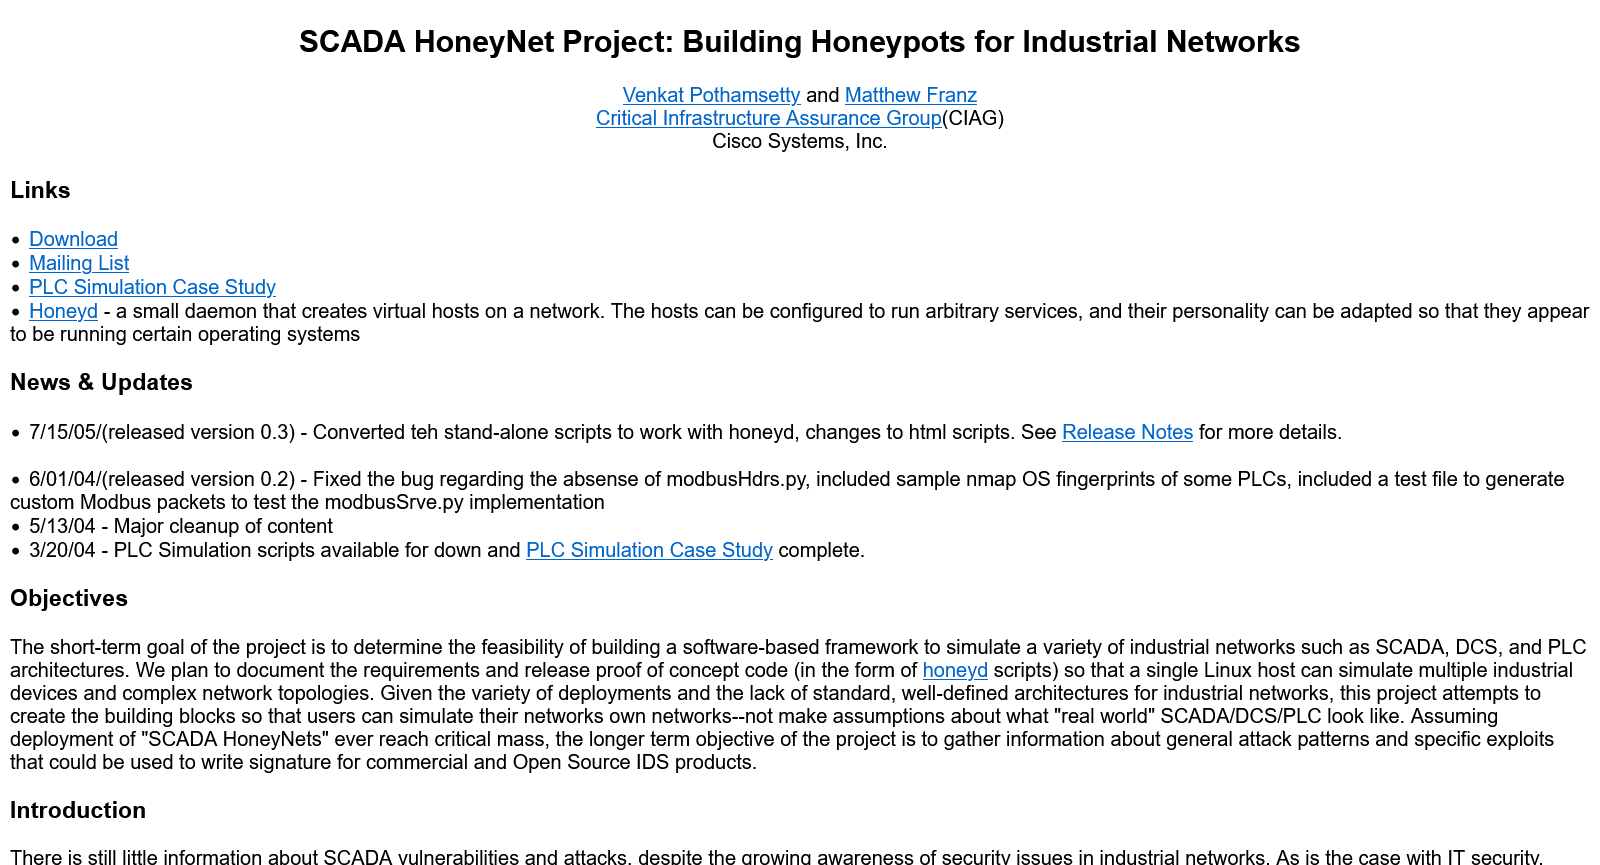 SCADA HoneyNet Project: Building Honeypots for Industrial Networks
Venkat Pothamsetty and Matthew Franz
Critical Infrastructure Assurance Group(CIAG)
Cisco Systems, Inc.
Links
• Download
• Mailing List
• PLC Simulation Case Study
• Honeyd - a small daemon that creates virtual hosts on a network. The hosts can be configured to run arbitrary services, and their personality can be adapted so that they appear
to be running certain operating systems
News & Updates
• 7/15/05/(released version 0.3) - Converted teh stand-alone scripts to work with honeyd, changes to html scripts. See Release Notes for more details.
• 6/01/04/(released version 0.2) - Fixed the bug regarding the absense of modbusHdrs.py, included sample nmap OS fingerprints of some PLCs, included a test file to generate
custom Modbus packets to test the modbusSrve.py implementation
• 5/13/04 - Major cleanup of content
• 3/20/04 - PLC Simulation scripts available for down and PLC Simulation Case Study complete.
Objectives
The short-term goal of the project is to determine the feasibility of building a software-based framework to simulate a variety of industrial networks such as SCADA, DCS, and PLC
architectures. We plan to document the requirements and release proof of concept code (in the form of honeyd scripts) so that a single Linux host can simulate multiple industrial
devices and complex network topologies. Given the variety of deployments and the lack of standard, well-defined architectures for industrial networks, this project attempts to
create the building blocks so that users can simulate their networks own networks--not make assumptions about what "real world" SCADA/DCS/PLC look like. Assuming
deployment of "SCADA HoneyNets" ever reach critical mass, the longer term objective of the project is to gather information about general attack patterns and specific exploits
that could be used to write signature for commercial and Open Source IDS products.
Introduction
There is still little information about SCADA vulnerabilities and attacks, despite the growing awareness of security issues in industrial networks. As is the case with IT security,